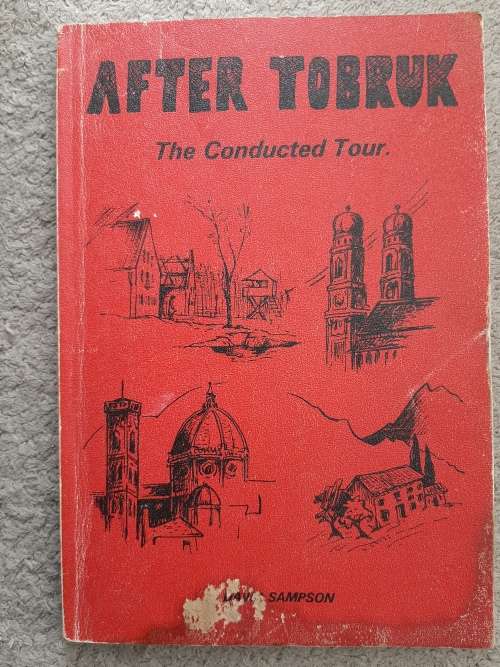 AFTER TOBRUK
The Conducted Tour.
SAMPSON